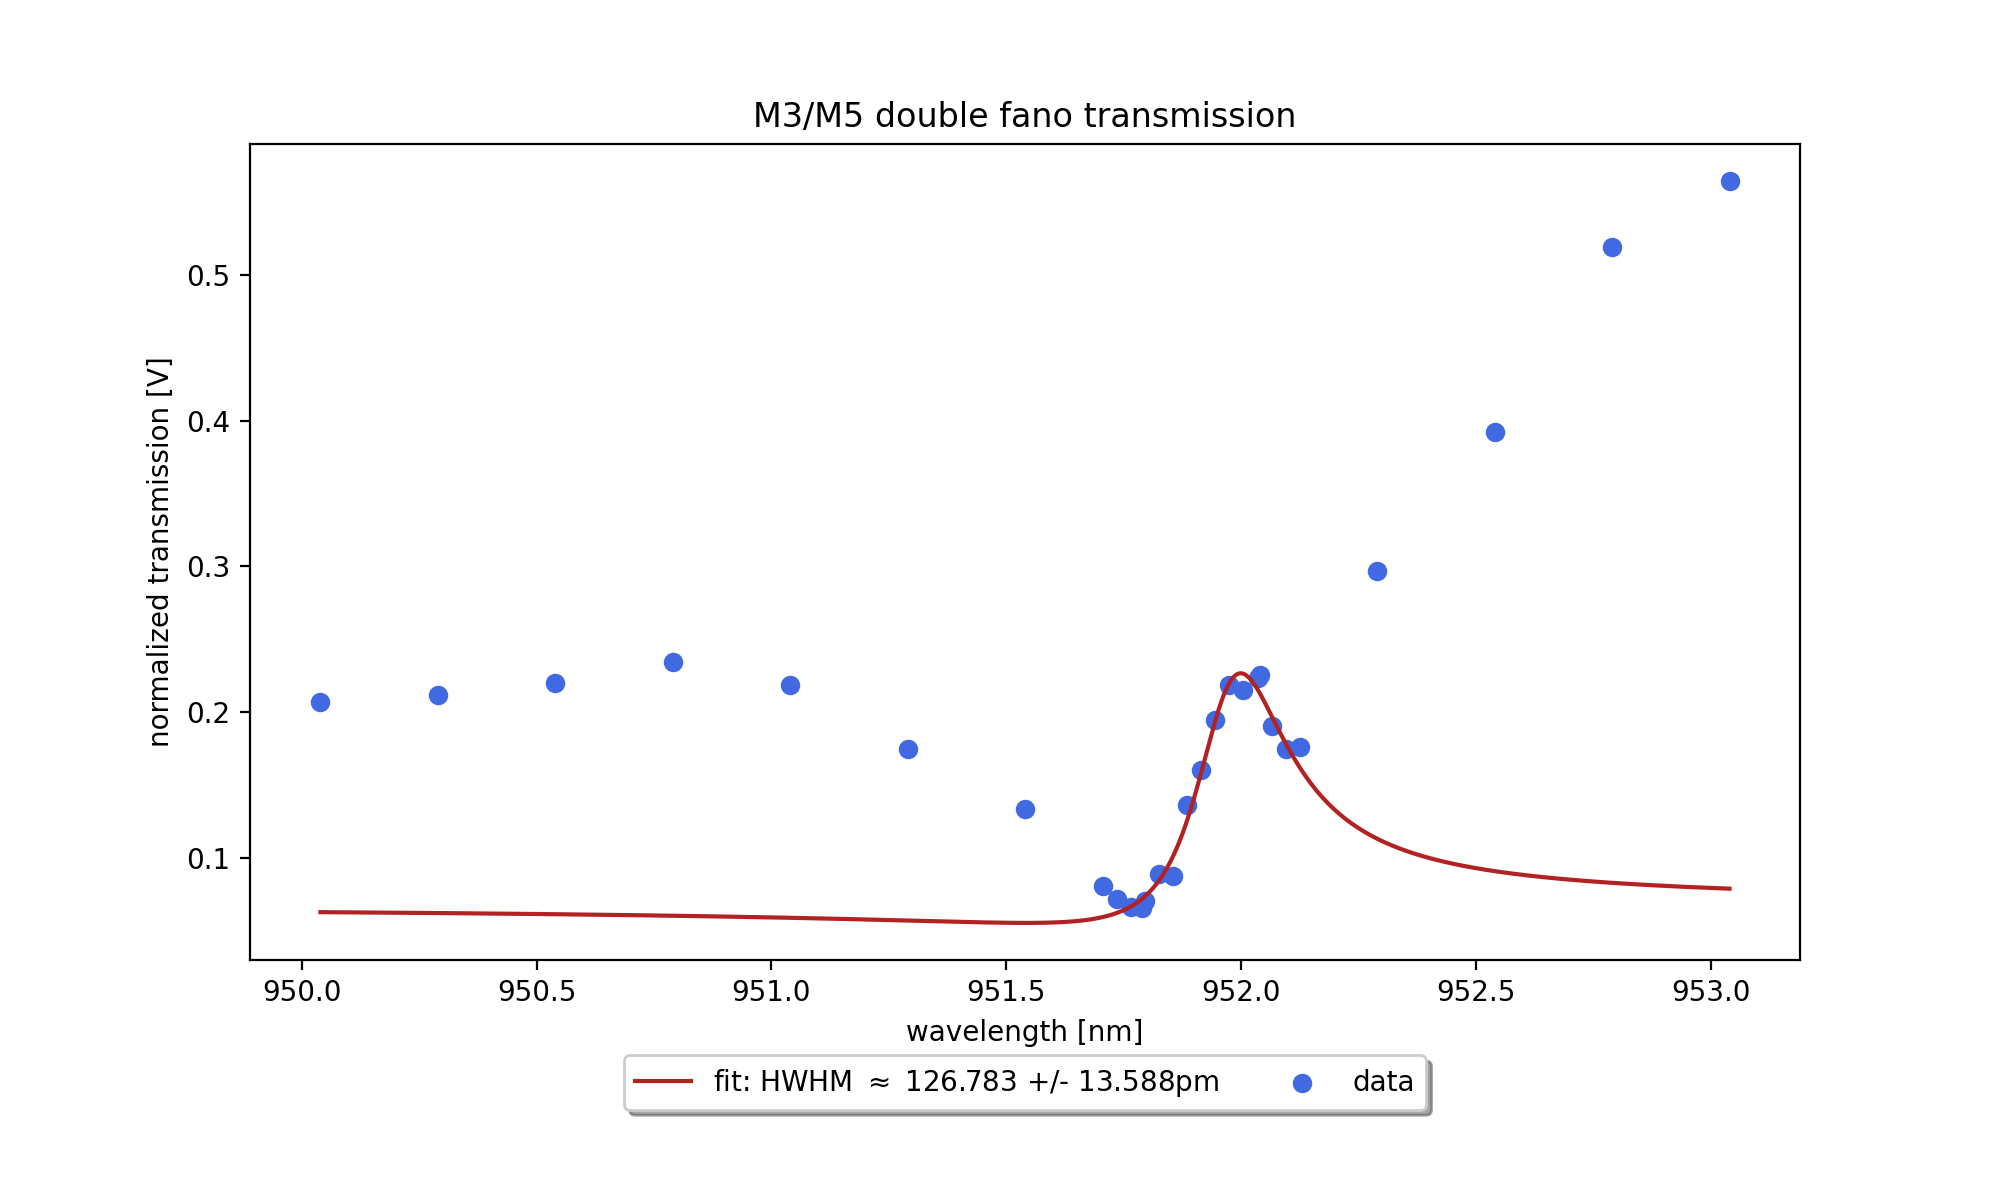 M3/M5 double fano transmission
normalized transmission [V]
0.5
0.4
0.3
0.2
0.1
950.0 950.5 951.0 951.5 952.0 952.5 953.0
wavelength [nm]
fit: HWHM ≈ 126.783 +/- 13.588pm data